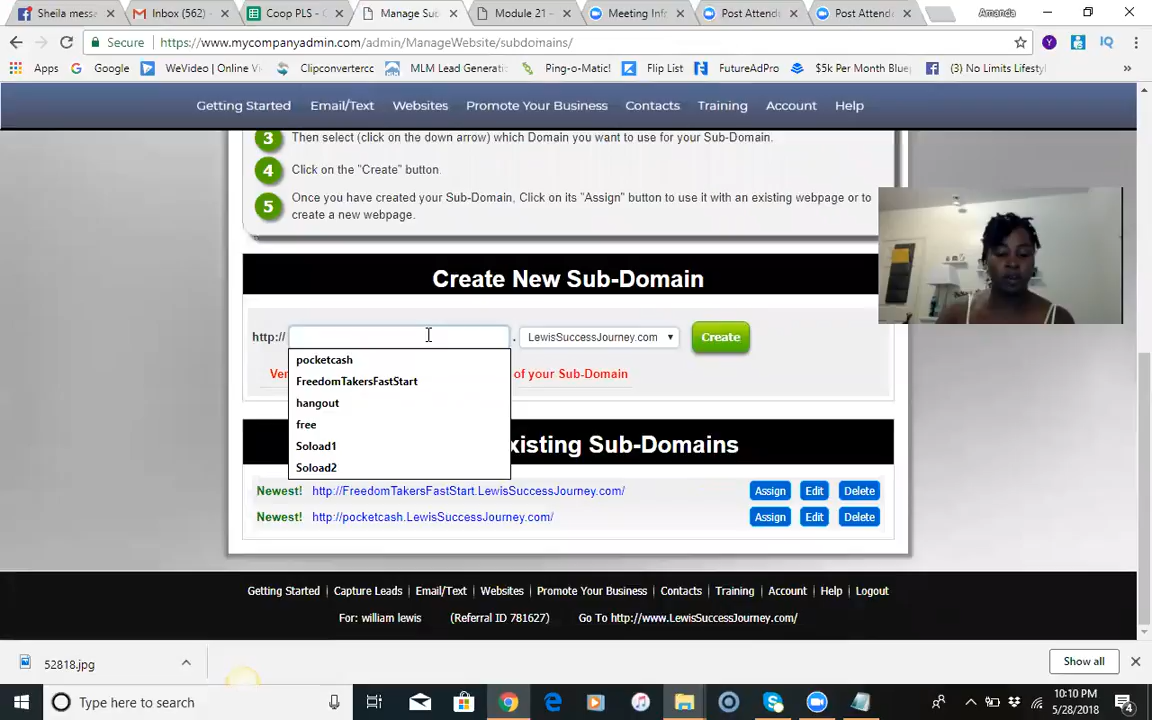 Sheila messa
Inbox (562)
Coop PLS -
Manage Sub
Module 21 -
Meeting Infr
Post Attend
Post Attend
Amanda
Secure
https://www.mycompanyadmin.com/admin/ManageWebsite/subdomains/
Apps
Google
WeVideo | Online V
Clipconvertercc
MLM Lead Generati
Ping-o-Matic!
Flip List
FutureAdPro
$5k Per Month Blue
(3) No Limits Lifesty
Getting Started
Email/Text
Websites
Promote Your Business
Contacts
Training
Account
Help
3 Then select (click on the down arrow) which Domain you want to use for your Sub-Domain.
4 Click on the "Create" button.
5 Once you have created your Sub-Domain, Click on its "Assign" button to use it with an existing webpage or to
create a new webpage.
Create New Sub-Domain
http:// . LewisSuccessJourney.com Create
pocketcash
Ver of your Sub-Domain
FreedomTakersFastStart
hangout
free
Soload1
xisting Sub-Domains
Soload2
Newest! http://FreedomTakersFastStart.LewisSuccessJourney.com/ Assign Edit Delete
Newest! http://pocketcash.LewisSuccessJourney.com/ Assign Edit Delete
Getting Started | Capture Leads | Email/Text | Websites | Promote Your Business | Contacts | Training | Account | Help | Logout
For: william lewis (Referral ID 781627) Go To http://www.LewisSuccessJourney.com/
52818.jpg
Show all
Type here to search
10:10 PM
5/28/2018
4